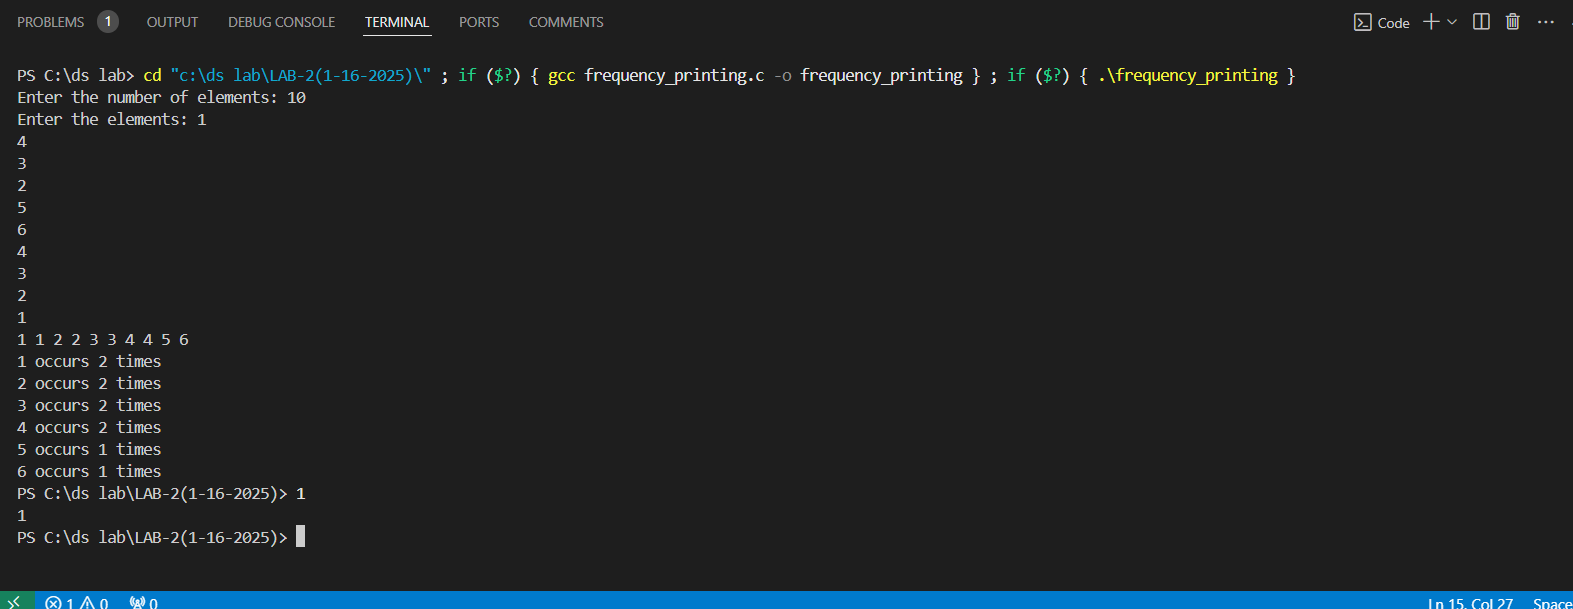 PROBLEMS 1 OUTPUT DEBUG CONSOLE TERMINAL PORTS COMMENTS Code
PS C:\ds lab> cd "c:\ds lab\LAB-2(1-16-2025)\" ; if ($?) { gcc frequency_printing.c -o frequency_printing } ; if ($?) { .\frequency_printing }
Enter the number of elements: 10
Enter the elements: 1
4
3
2
5
6
4
3
2
1
1 1 2 2 3 3 4 4 5 6
1 occurs 2 times
2 occurs 2 times
3 occurs 2 times
4 occurs 2 times
5 occurs 1 times
6 occurs 1 times
PS C:\ds lab\LAB-2(1-16-2025)> 1
1
PS C:\ds lab\LAB-2(1-16-2025)>
1 0 0 Ln 15, Col 27 Space